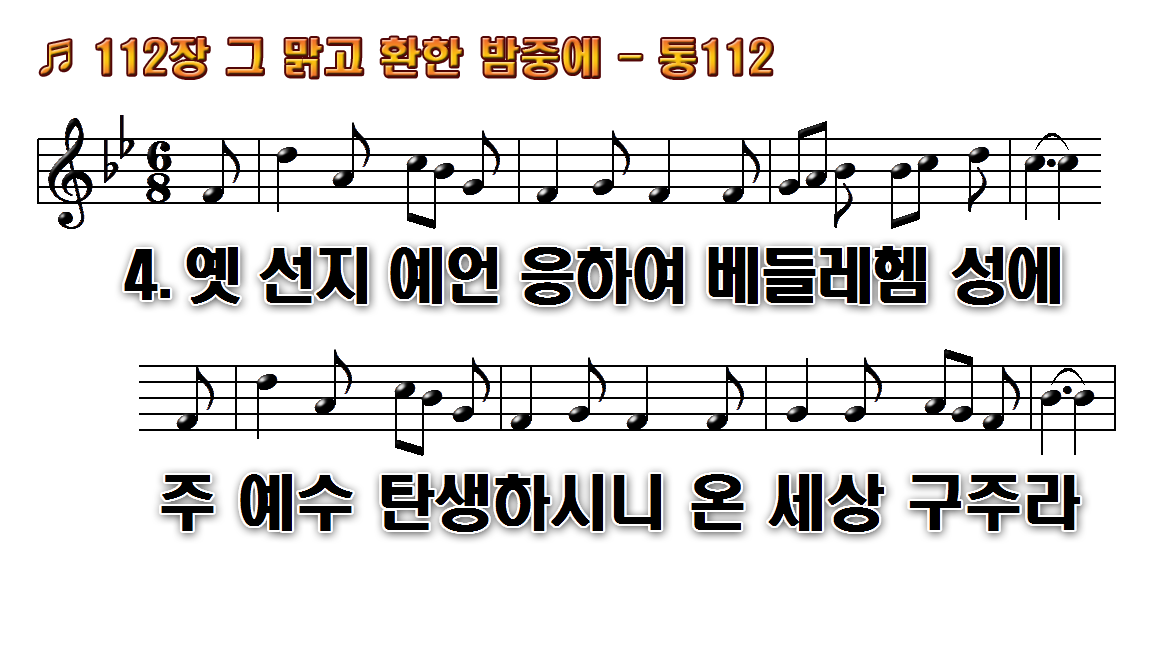 ♬ 112장 그 맑고 환한 밤중에 - 통112
6
8
4. 옛 선지 예언 응하여 베들레헴 성에
주 예수 탄생하시니 온 세상 구주라